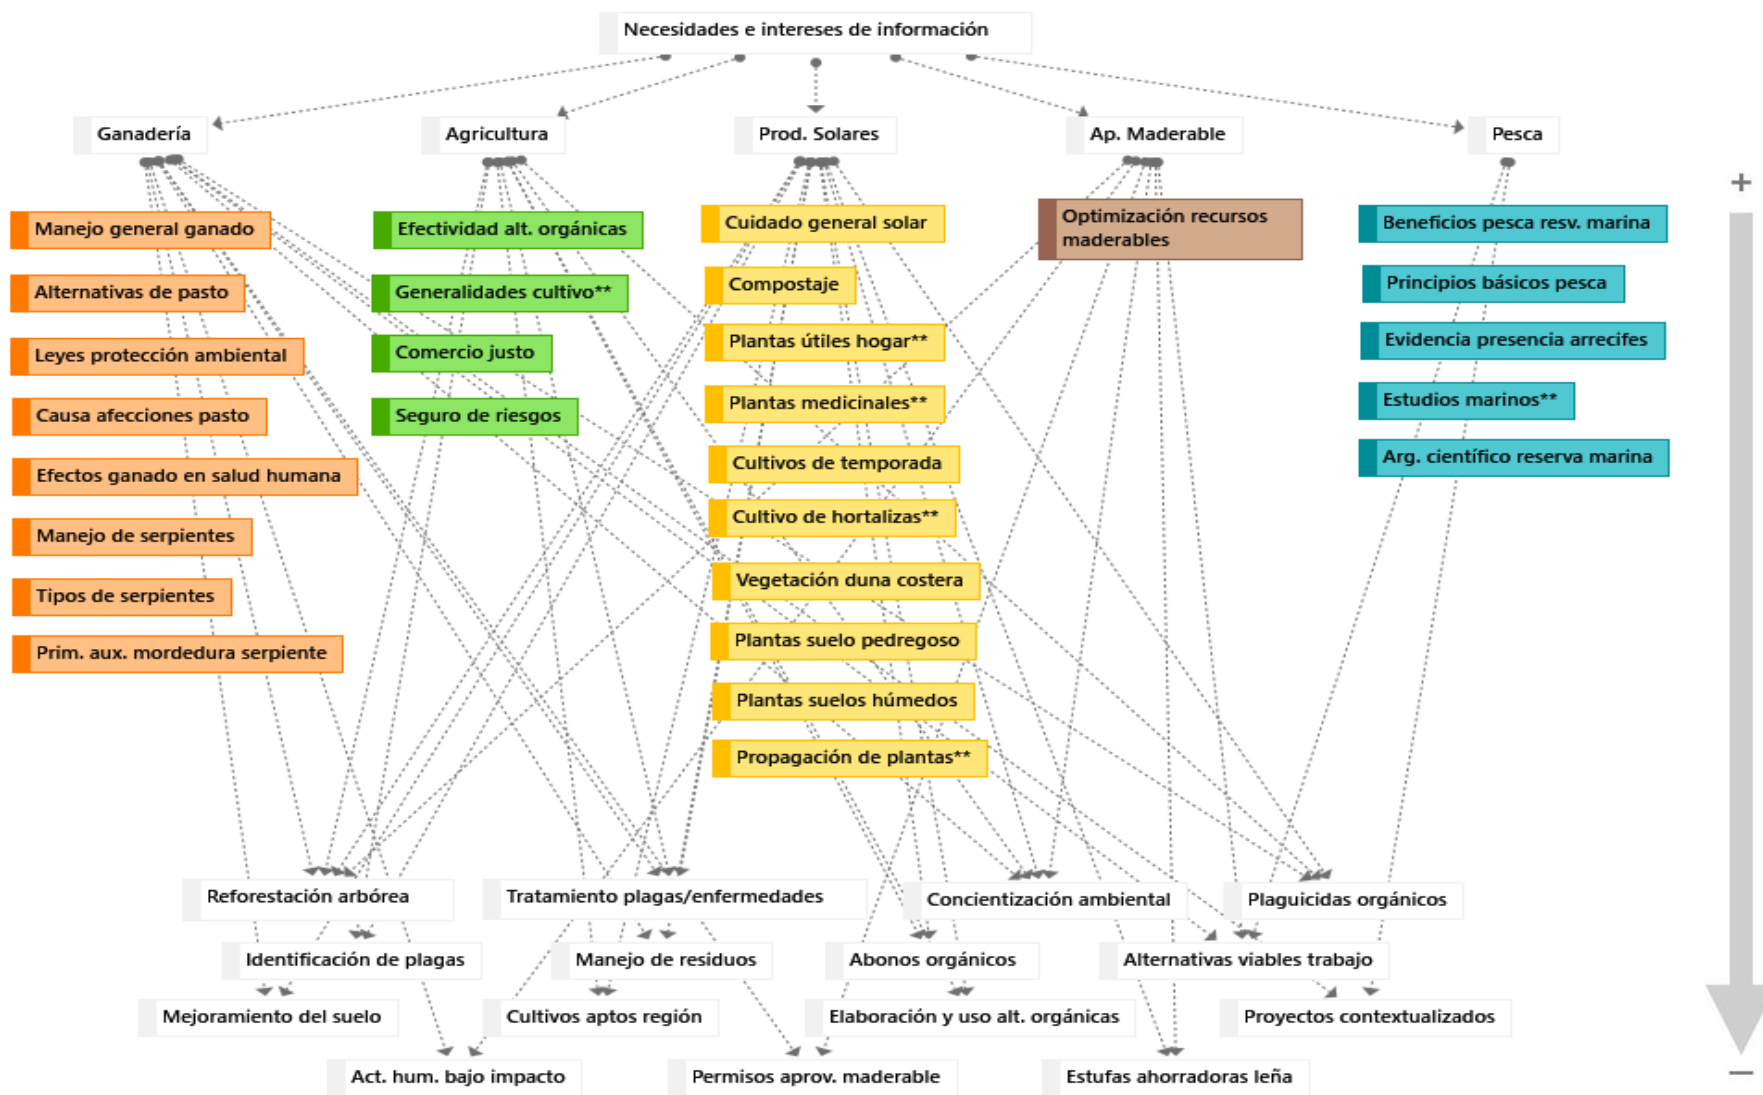 Necesidades e intereses de información
Ganadería
Agricultura
Prod. Solares
Ap. Maderable
Pesca
+
Manejo general ganado
Alternativas de pasto
Leyes protección ambiental
Causa afecciones pasto
Efectos ganado en salud humana
Manejo de serpientes
Tipos de serpientes
Prim. aux. mordedura serpiente
Efectividad alt. orgánicas
Generalidades cultivo**
Comercio justo
Seguro de riesgos
Cuidado general solar
Compostaje
Plantas útiles hogar**
Plantas medicinales**
Cultivos de temporada
Cultivo de hortalizas**
Vegetación duna costera
Plantas suelo pedregoso
Plantas suelos húmedos
Propagación de plantas**
Optimización recursos
maderables
Beneficios pesca resv. marina
Principios básicos pesca
Evidencia presencia arrecifes
Estudios marinos**
Arg. científico reserva marina
Reforestación arbórea
Tratamiento plagas/enfermedades
Concientización ambiental
Plaguicidas orgánicos
Identificación de plagas
Manejo de residuos
Abonos orgánicos
Alternativas viables trabajo
Mejoramiento del suelo
Cultivos aptos región
Elaboración y uso alt. orgánicas
Proyectos contextualizados
Act. hum. bajo impacto
Permisos aprov. maderable
Estufas ahorradoras leña
—